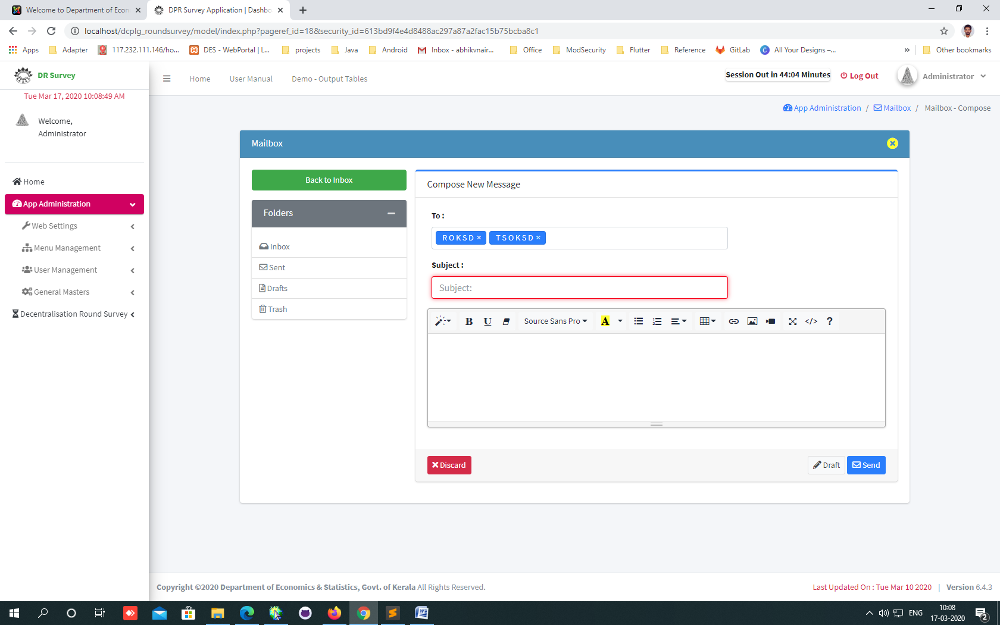 Welcome to Department of Econ
DPR Survey Application | Dashbo
localhost/dcplg_roundsurvey/model/index.php?pageref_id=18&security_id=613bd9f4e4d8488ac297a87a2fac15b75bcba8c1
Apps
Adapter
117.232.111.146/ho...
DES - WebPortal | L...
projects
Java
Android
Inbox - abhikvnair...
Office
ModSecurity
Flutter
Reference
GitLab
All Your Designs –...
»
Other bookmarks
DR Survey
Home
User Manual
Demo - Output Tables
Session Out in 44:04 Minutes
Log Out
Administrator
Tue Mar 17, 2020 10:08:49 AM
Welcome,
Administrator
App Administration / Mailbox / Mailbox - Compose
Home
App Administration
Web Settings
Menu Management
User Management
General Masters
Decentralisation Round Survey
Mailbox
Back to Inbox
Folders
Inbox
Sent
Drafts
Trash
Compose New Message
To :
R O K S D ×
T S O K S D ×
Subject :
Subject:
B U Source Sans Pro A </> ?
Discard
Draft
Send
Copyright ©2020 Department of Economics & Statistics, Govt. of Kerala All Rights Reserved.
Last Updated On : Tue Mar 10 2020 | Version 6.4.3
ENG
10:08
17-03-2020
2